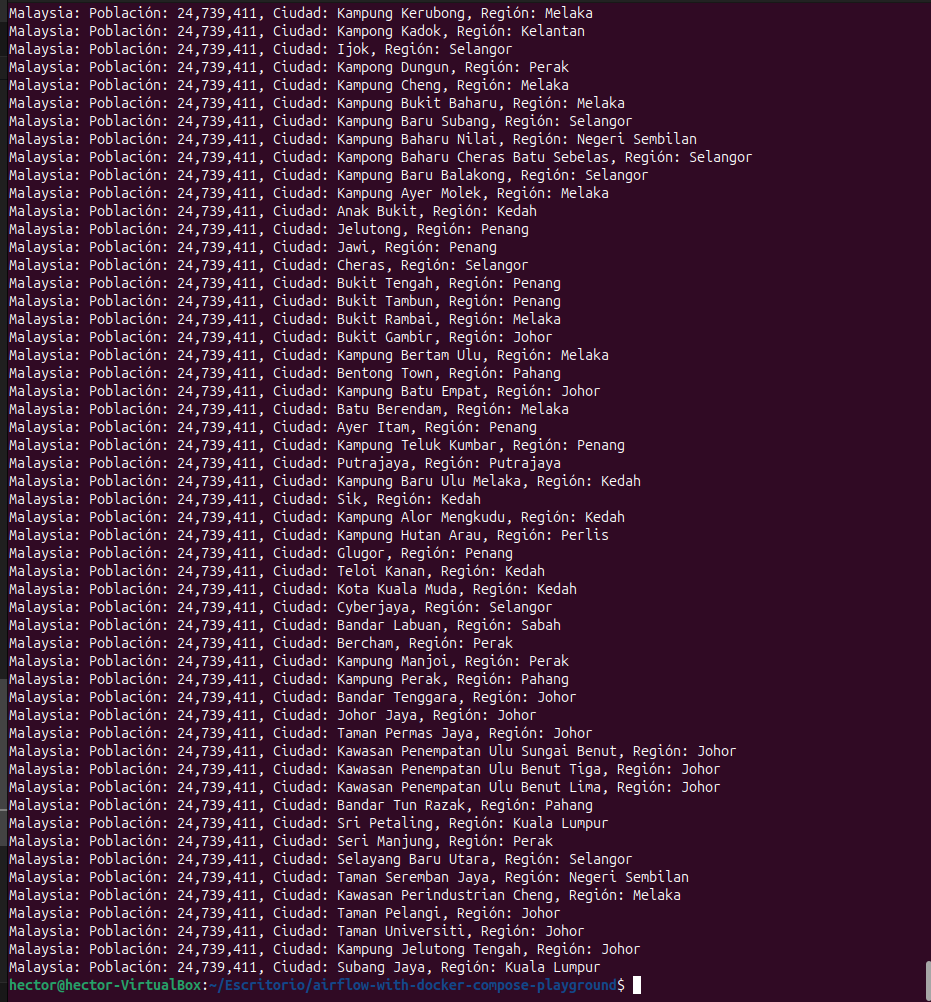 Malaysia: Población: 24,739,411, Ciudad: Kampung Kerubong, Región: Melaka
Malaysia: Población: 24,739,411, Ciudad: Kampong Kadok, Región: Kelantan
Malaysia: Población: 24,739,411, Ciudad: Ijok, Región: Selangor
Malaysia: Población: 24,739,411, Ciudad: Kampong Dungun, Región: Perak
Malaysia: Población: 24,739,411, Ciudad: Kampung Cheng, Región: Melaka
Malaysia: Población: 24,739,411, Ciudad: Kampung Bukit Baharu, Región: Melaka
Malaysia: Población: 24,739,411, Ciudad: Kampung Baru Subang, Región: Selangor
Malaysia: Población: 24,739,411, Ciudad: Kampung Baharu Nilai, Región: Negeri Sembilan
Malaysia: Población: 24,739,411, Ciudad: Kampong Baharu Cheras Batu Sebelas, Región: Selangor
Malaysia: Población: 24,739,411, Ciudad: Kampung Baru Balakong, Región: Selangor
Malaysia: Población: 24,739,411, Ciudad: Kampung Ayer Molek, Región: Melaka
Malaysia: Población: 24,739,411, Ciudad: Anak Bukit, Región: Kedah
Malaysia: Población: 24,739,411, Ciudad: Jelutong, Región: Penang
Malaysia: Población: 24,739,411, Ciudad: Jawi, Región: Penang
Malaysia: Población: 24,739,411, Ciudad: Cheras, Región: Selangor
Malaysia: Población: 24,739,411, Ciudad: Bukit Tengah, Región: Penang
Malaysia: Población: 24,739,411, Ciudad: Bukit Tambun, Región: Penang
Malaysia: Población: 24,739,411, Ciudad: Bukit Rambai, Región: Melaka
Malaysia: Población: 24,739,411, Ciudad: Bukit Gambir, Región: Johor
Malaysia: Población: 24,739,411, Ciudad: Kampung Bertam Ulu, Región: Melaka
Malaysia: Población: 24,739,411, Ciudad: Bentong Town, Región: Pahang
Malaysia: Población: 24,739,411, Ciudad: Kampung Batu Empat, Región: Johor
Malaysia: Población: 24,739,411, Ciudad: Batu Berendam, Región: Melaka
Malaysia: Población: 24,739,411, Ciudad: Ayer Itam, Región: Penang
Malaysia: Población: 24,739,411, Ciudad: Kampung Teluk Kumbar, Región: Penang
Malaysia: Población: 24,739,411, Ciudad: Putrajaya, Región: Putrajaya
Malaysia: Población: 24,739,411, Ciudad: Kampung Baru Ulu Melaka, Región: Kedah
Malaysia: Población: 24,739,411, Ciudad: Sik, Región: Kedah
Malaysia: Población: 24,739,411, Ciudad: Kampung Alor Mengkudu, Región: Kedah
Malaysia: Población: 24,739,411, Ciudad: Kampung Hutan Arau, Región: Perlis
Malaysia: Población: 24,739,411, Ciudad: Glugor, Región: Penang
Malaysia: Población: 24,739,411, Ciudad: Teloi Kanan, Región: Kedah
Malaysia: Población: 24,739,411, Ciudad: Kota Kuala Muda, Región: Kedah
Malaysia: Población: 24,739,411, Ciudad: Cyberjaya, Región: Selangor
Malaysia: Población: 24,739,411, Ciudad: Bandar Labuan, Región: Sabah
Malaysia: Población: 24,739,411, Ciudad: Bercham, Región: Perak
Malaysia: Población: 24,739,411, Ciudad: Kampung Manjoi, Región: Perak
Malaysia: Población: 24,739,411, Ciudad: Kampung Perak, Región: Pahang
Malaysia: Población: 24,739,411, Ciudad: Bandar Tenggara, Región: Johor
Malaysia: Población: 24,739,411, Ciudad: Johor Jaya, Región: Johor
Malaysia: Población: 24,739,411, Ciudad: Taman Permas Jaya, Región: Johor
Malaysia: Población: 24,739,411, Ciudad: Kawasan Penempatan Ulu Sungai Benut, Región: Johor
Malaysia: Población: 24,739,411, Ciudad: Kawasan Penempatan Ulu Benut Tiga, Región: Johor
Malaysia: Población: 24,739,411, Ciudad: Kawasan Penempatan Ulu Benut Lima, Región: Johor
Malaysia: Población: 24,739,411, Ciudad: Bandar Tun Razak, Región: Pahang
Malaysia: Población: 24,739,411, Ciudad: Sri Petaling, Región: Kuala Lumpur
Malaysia: Población: 24,739,411, Ciudad: Seri Manjung, Región: Perak
Malaysia: Población: 24,739,411, Ciudad: Selayang Baru Utara, Región: Selangor
Malaysia: Población: 24,739,411, Ciudad: Taman Seremban Jaya, Región: Negeri Sembilan
Malaysia: Población: 24,739,411, Ciudad: Kawasan Perindustrian Cheng, Región: Melaka
Malaysia: Población: 24,739,411, Ciudad: Taman Pelangi, Región: Johor
Malaysia: Población: 24,739,411, Ciudad: Taman Universiti, Región: Johor
Malaysia: Población: 24,739,411, Ciudad: Kampung Jelutong Tengah, Región: Johor
Malaysia: Población: 24,739,411, Ciudad: Subang Jaya, Región: Kuala Lumpur
hector@hector-VirtualBox:~/Escritorio/airflow-with-docker-compose-playground$